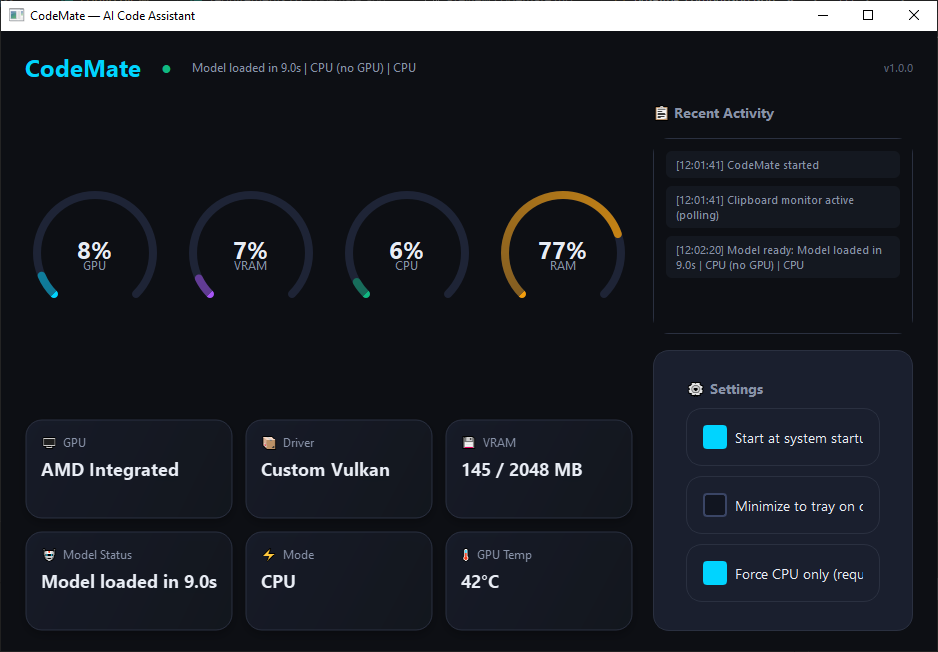 CodeMate — AI Code Assistant
CodeMate
Model loaded in 9.0s | CPU (no GPU) | CPU
v1.0.0
8%
GPU
7%
VRAM
6%
CPU
77%
RAM
Recent Activity
[12:01:41] CodeMate started
[12:01:41] Clipboard monitor active
(polling)
[12:02:20] Model ready: Model loaded in
9.0s | CPU (no GPU) | CPU
GPU
AMD Integrated
Driver
Custom Vulkan
VRAM
145 / 2048 MB
Model Status
Model loaded in 9.0s
Mode
CPU
GPU Temp
42°C
Settings
Start at system startu
Minimize to tray on c
Force CPU only (requ